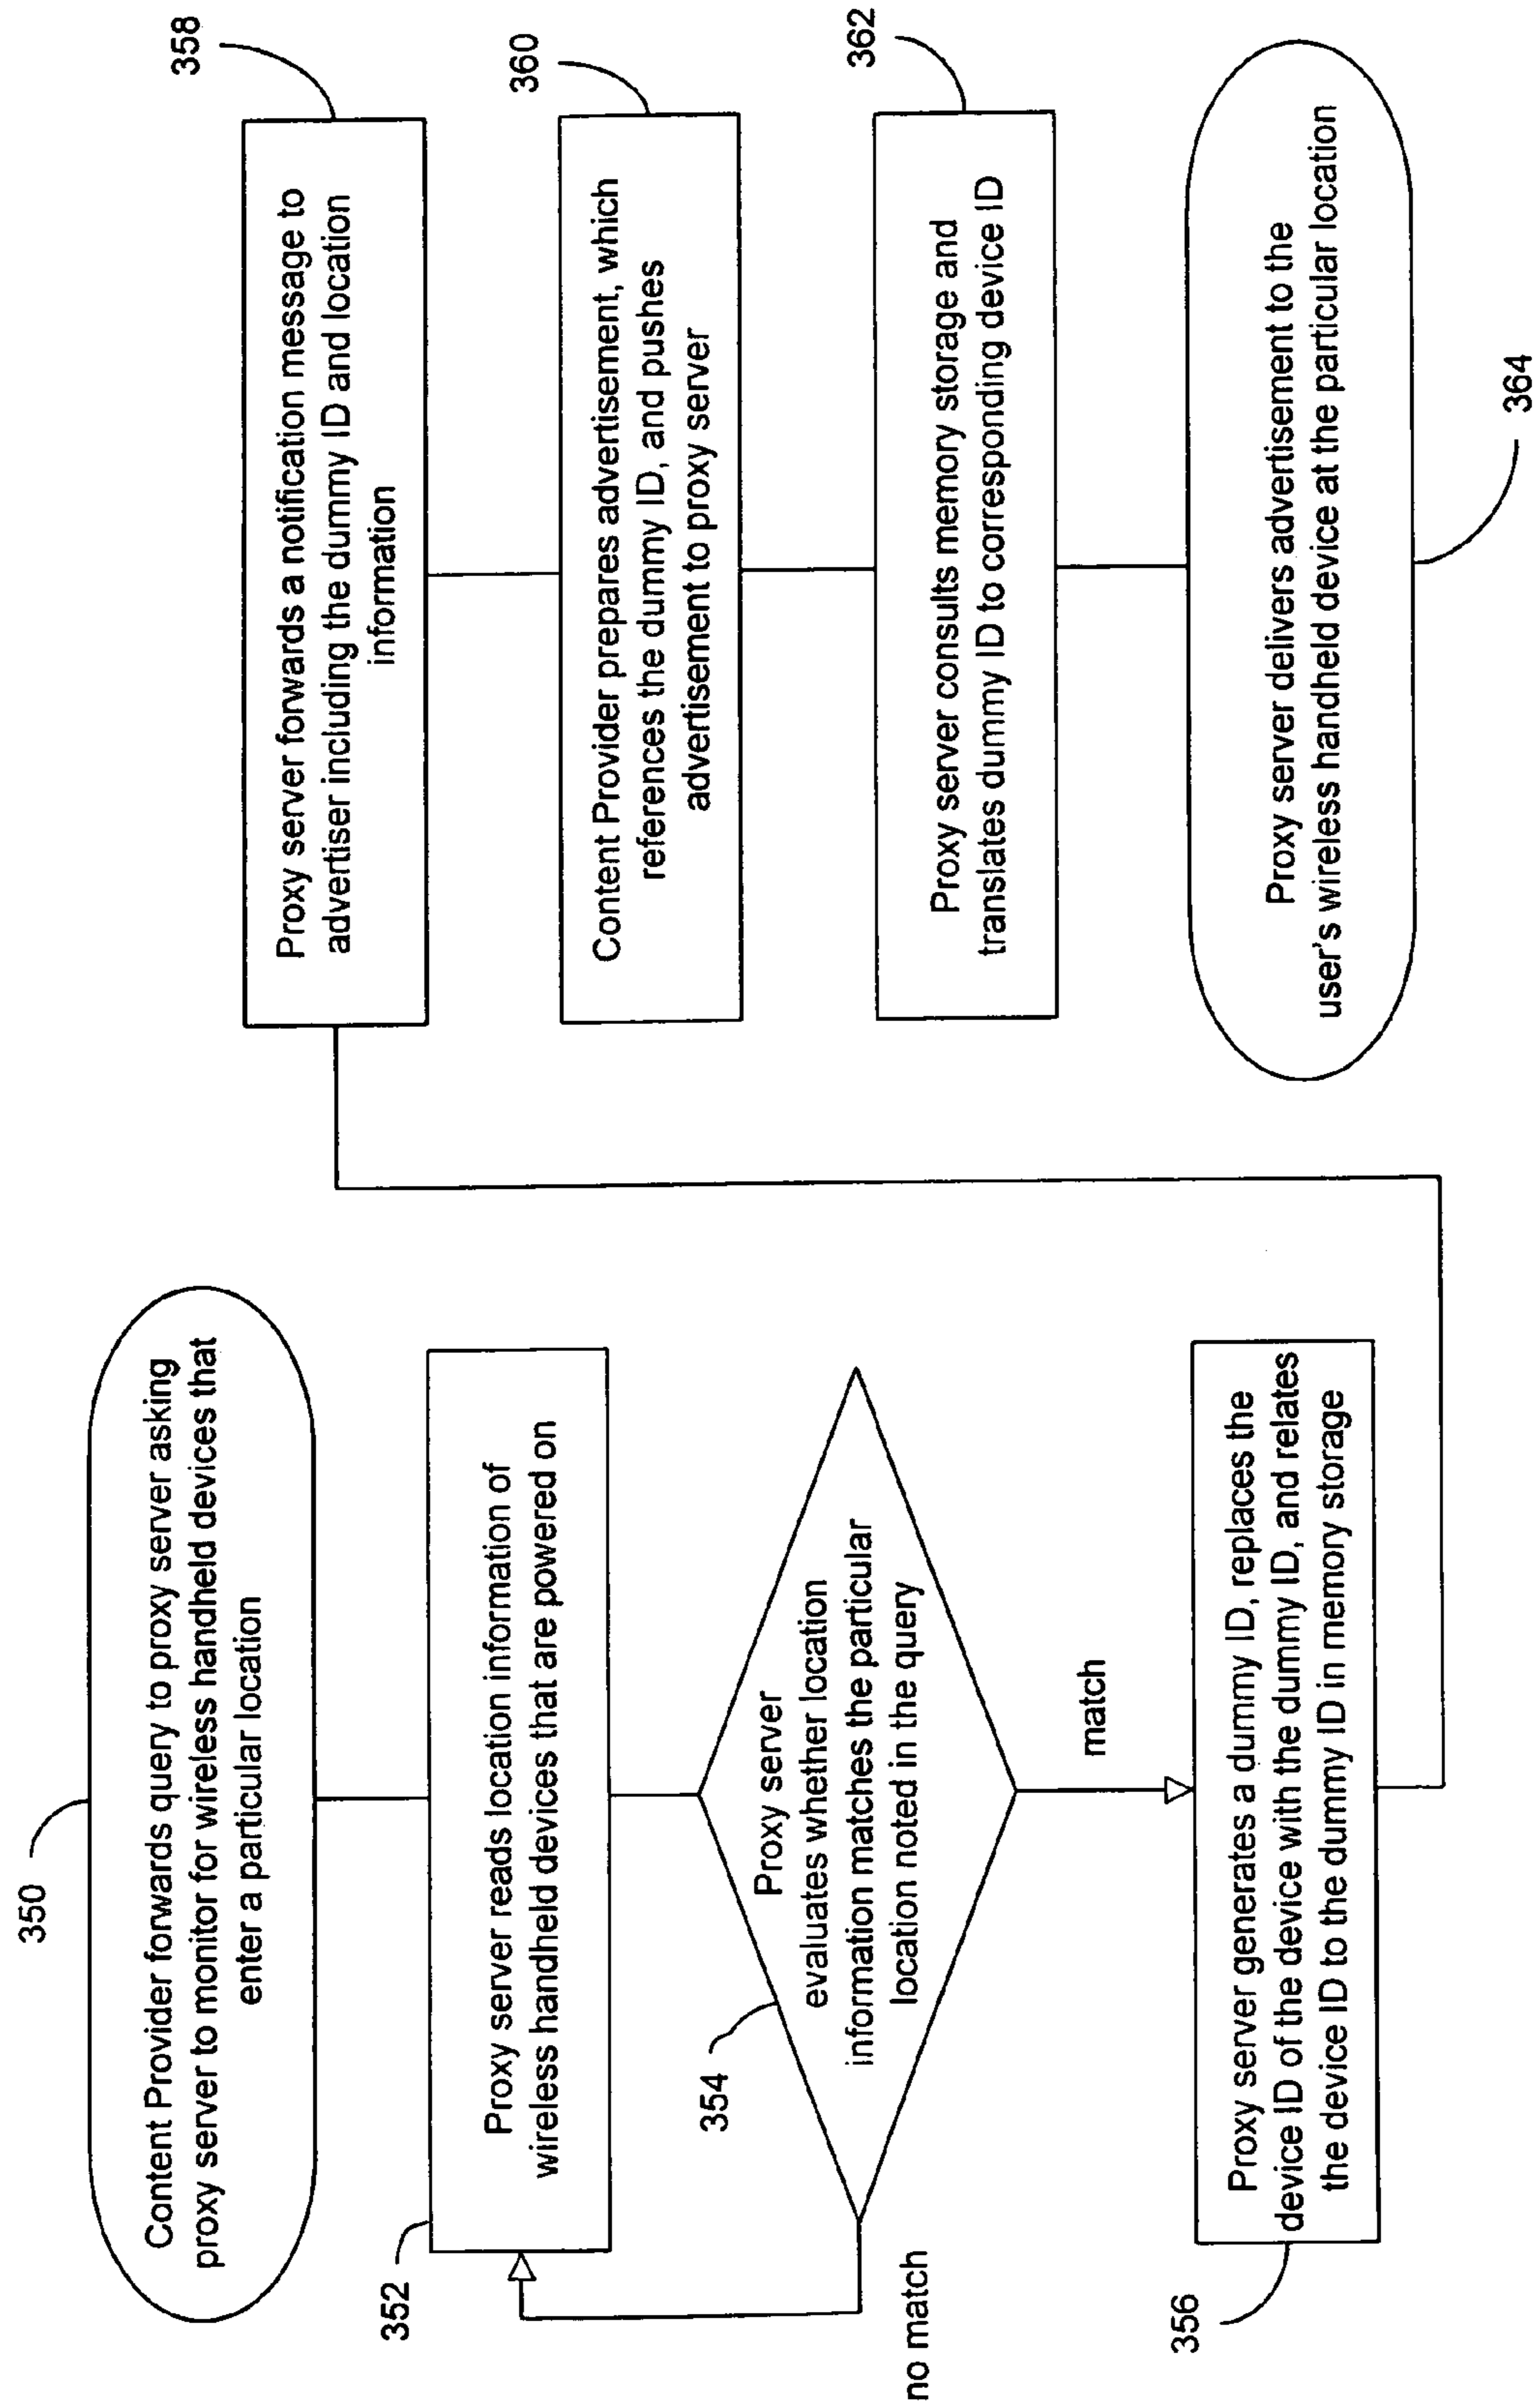 350
Content Provider forwards query to proxy server asking
proxy server to monitor for wireless handheld devices that
enter a particular location
352
Proxy server reads location information of
wireless handheld devices that are powered on
354
Proxy server
evaluates whether location
information matches the particular
location noted in the query
no match
match
356
Proxy server generates a dummy ID, replaces the
device ID of the device with the dummy ID, and relates
the device ID to the dummy ID in memory storage
358
Proxy server forwards a notification message to
advertiser including the dummy ID and location
information
360
Content Provider prepares advertisement, which
references the dummy ID, and pushes
advertisement to proxy server
362
Proxy server consults memory storage and
translates dummy ID to corresponding device ID
Proxy server delivers advertisement to the
user's wireless handheld device at the particular location
364